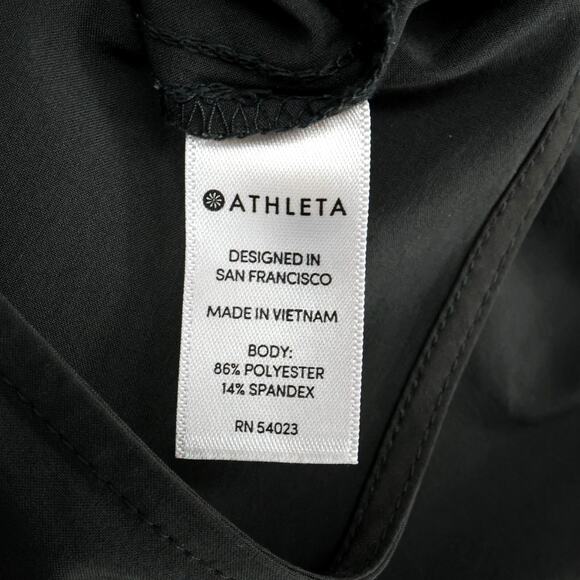 ATHLETA
DESIGNED IN
SAN FRANCISCO
MADE IN VIETNAM
BODY:
86% POLYESTER
14% SPANDEX
RN 54023